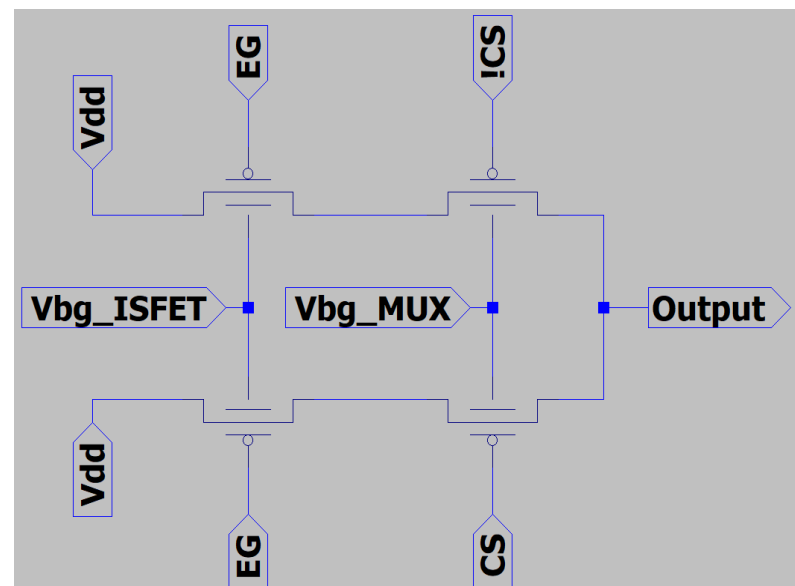 EG
!CS
Vdd
Vbg_ISFET
Vbg_MUX
Output
Vdd
EG
CS